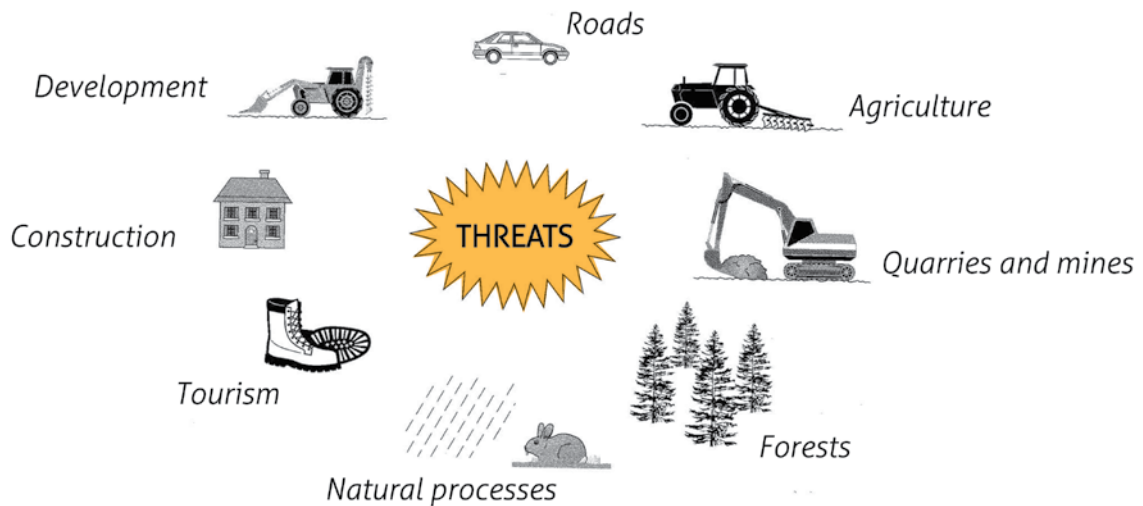 Roads
Development
Agriculture
THREATS
Construction
Quarries and mines
Tourism
Forests
Natural processes